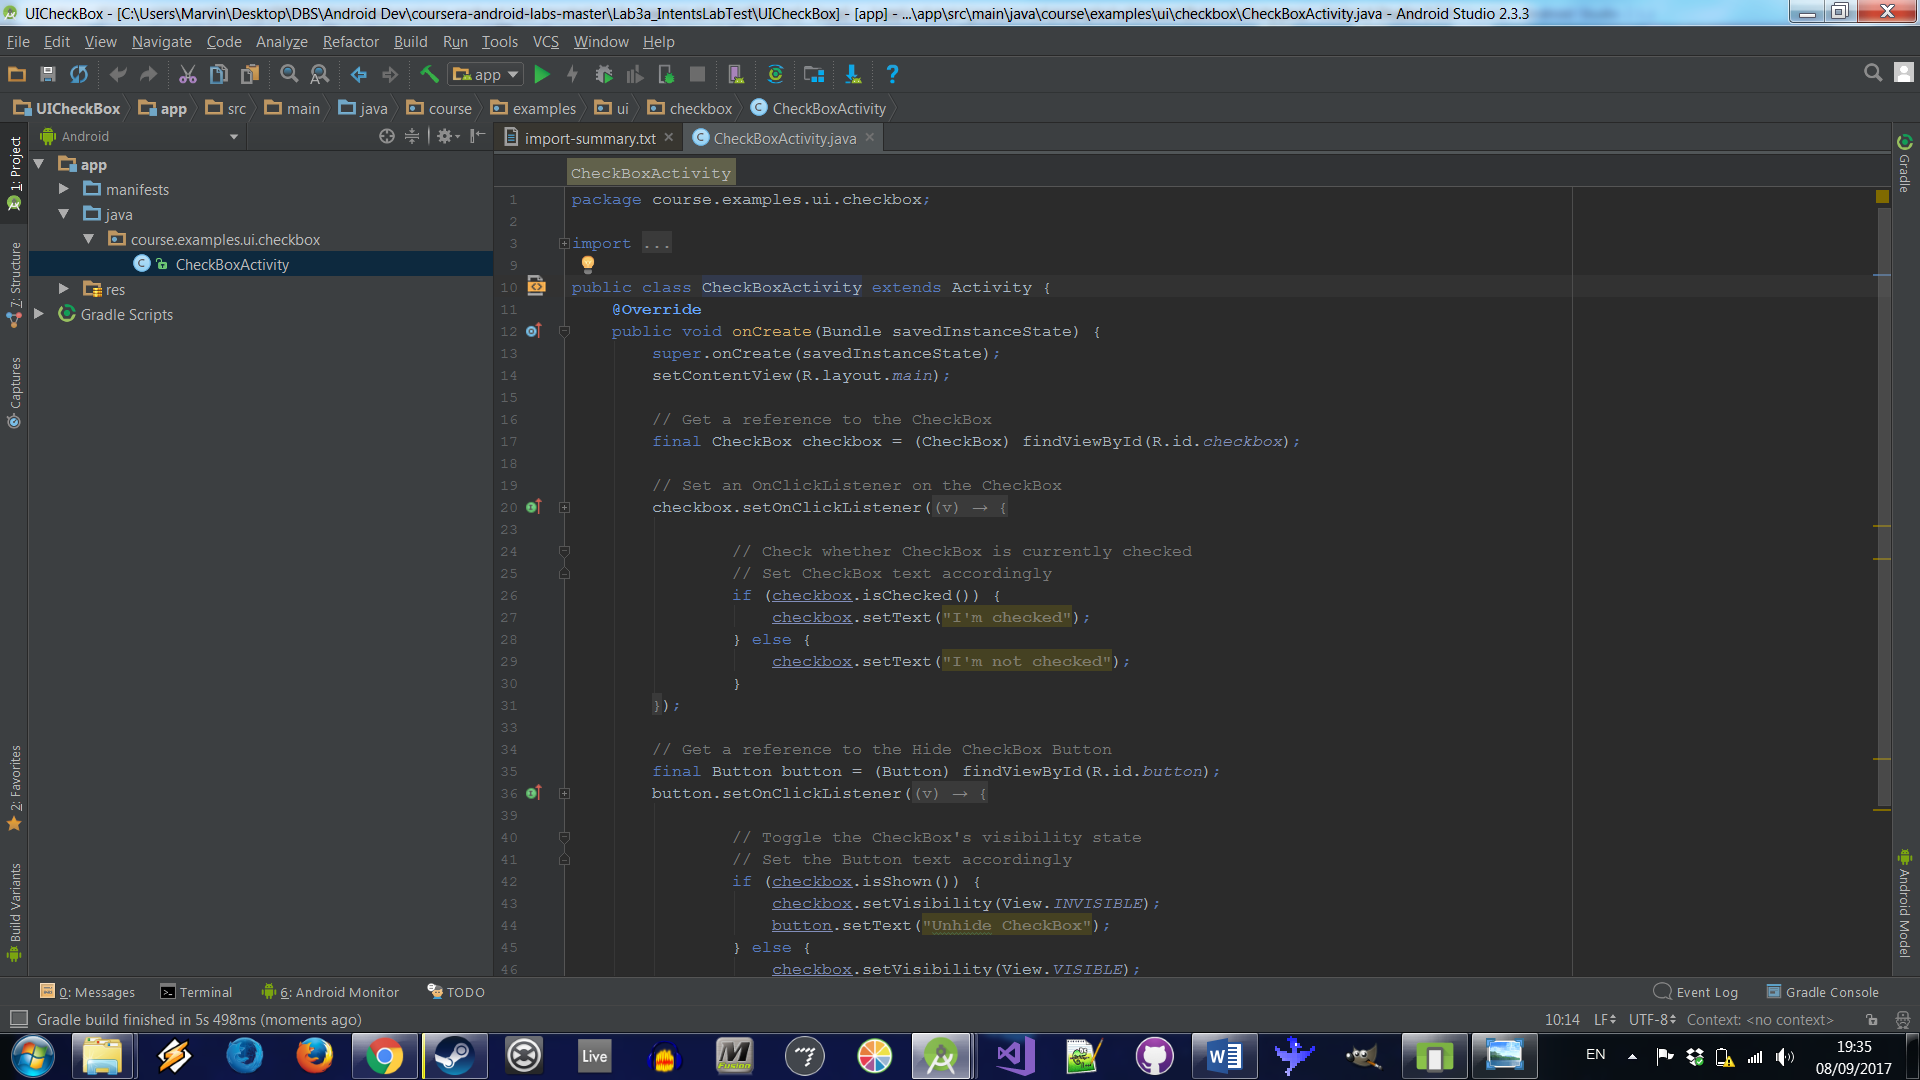 UICheckBox - [C:\Users\Marvin\Desktop\DBS\Android Dev\coursera-android-labs-master\Lab3a_IntentsLabTest\UICheckBox] - [app] - ...\app\src\main\java\course\examples\ui\checkbox\CheckBoxActivity.java - Android Studio 2.3.3
File Edit View Navigate Code Analyze Refactor Build Run Tools VCS Window Help
app
UICheckBox app src main java course examples ui checkbox CheckBoxActivity
Android
import-summary.txt CheckBoxActivity.java
1: Project
7: Structure
Captures
2: Favorites
Build Variants
app
manifests
java
course.examples.ui.checkbox
CheckBoxActivity
res
Gradle Scripts
CheckBoxActivity
1 package course.examples.ui.checkbox;
2
3 import ...
9
10 public class CheckBoxActivity extends Activity {
11 @Override
12 public void onCreate(Bundle savedInstanceState) {
13 super.onCreate(savedInstanceState);
14 setContentView(R.layout.main);
15
16 // Get a reference to the CheckBox
17 final CheckBox checkbox = (CheckBox) findViewById(R.id.checkbox);
18
19 // Set an OnClickListener on the CheckBox
20 checkbox.setOnClickListener((v) → {
23
24 // Check whether CheckBox is currently checked
25 // Set CheckBox text accordingly
26 if (checkbox.isChecked()) {
27 checkbox.setText("I'm checked");
28 } else {
29 checkbox.setText("I'm not checked");
30 }
31 });
33
34 // Get a reference to the Hide CheckBox Button
35 final Button button = (Button) findViewById(R.id.button);
36 button.setOnClickListener((v) → {
39
40 // Toggle the CheckBox's visibility state
41 // Set the Button text accordingly
42 if (checkbox.isShown()) {
43 checkbox.setVisibility(View.INVISIBLE);
44 button.setText("Unhide CheckBox");
45 } else {
46 checkbox.setVisibility(View.VISIBLE);
Gradle
Android Model
0: Messages Terminal 6: Android Monitor TODO Event Log Gradle Console
Gradle build finished in 5s 498ms (moments ago) 10:14 LF UTF-8 Context: <no context>
Live
EN
19:35
08/09/2017